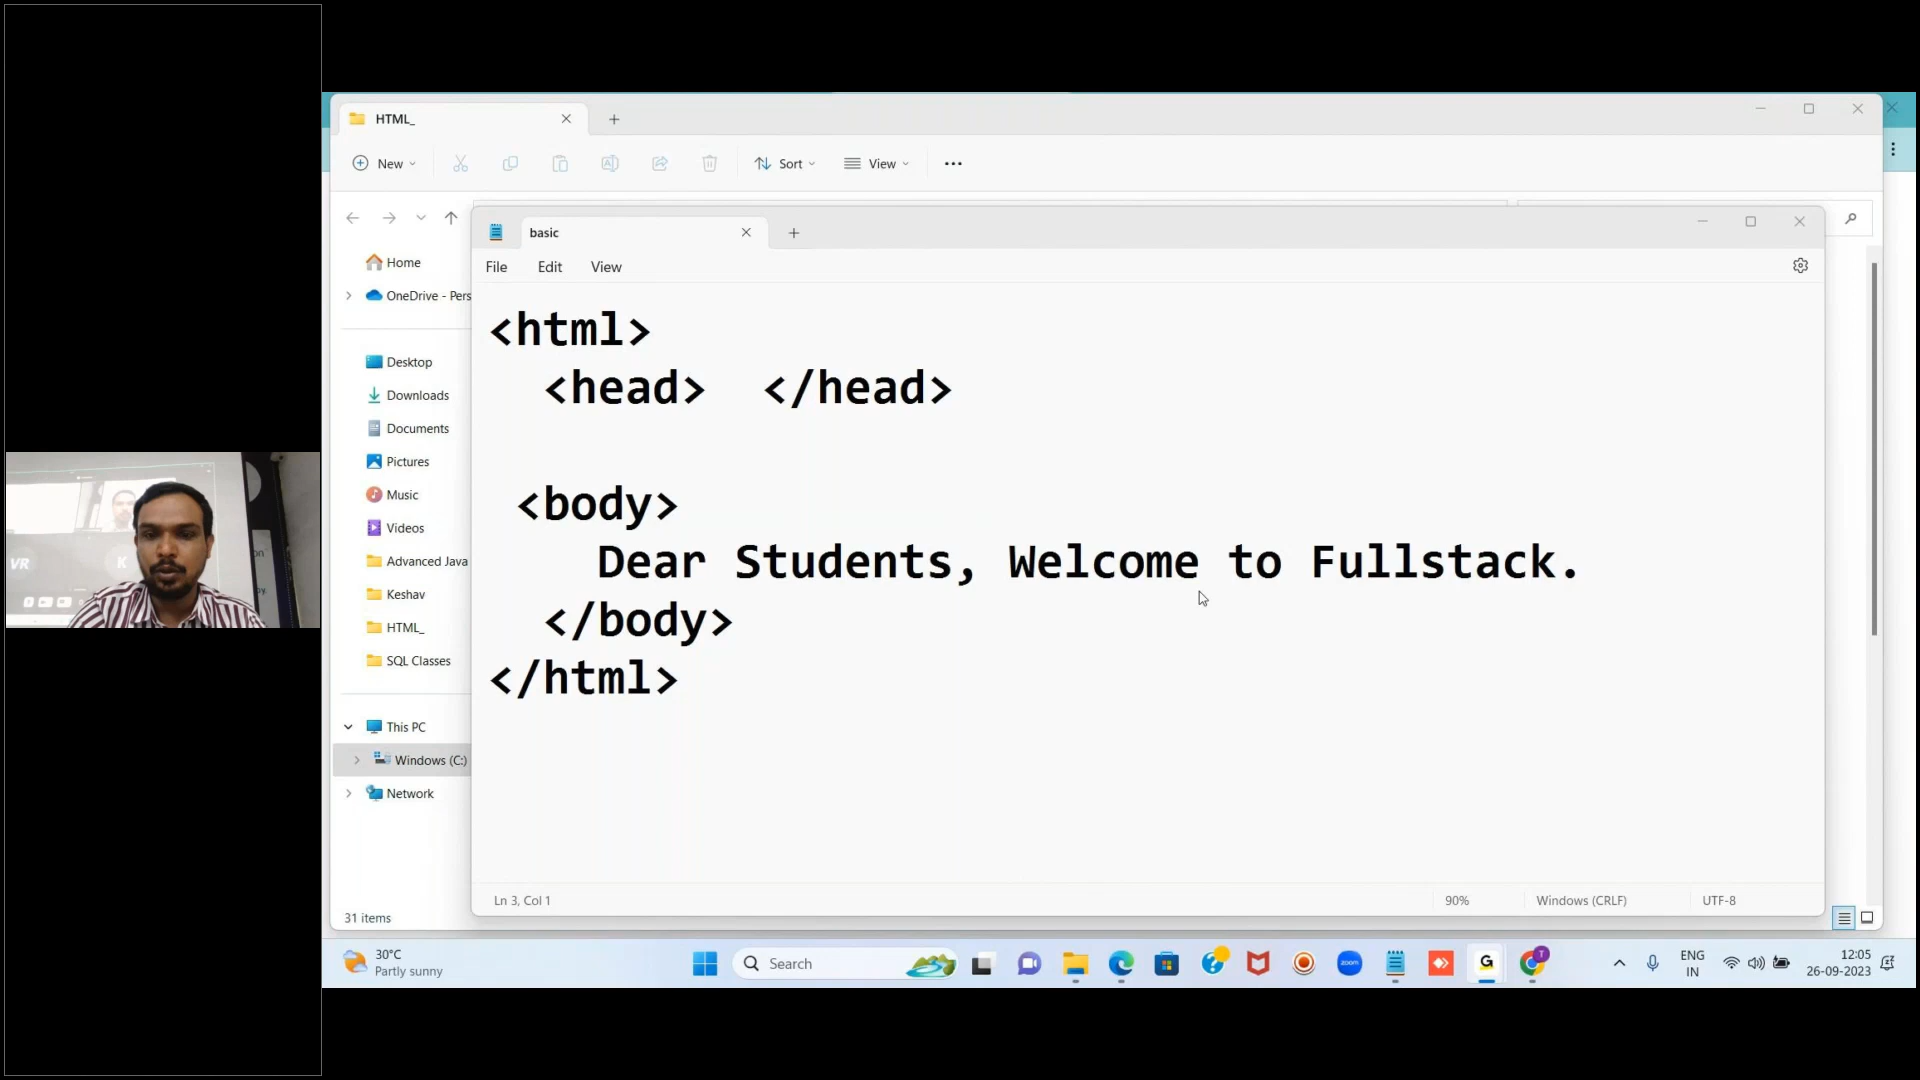 HTML_
New
Sort
View
basic
File Edit View
<html>
<head> </head>
<body>
Dear Students, Welcome to Fullstack.
</body>
</html>
Home
OneDrive - Pers
Desktop
Downloads
Documents
Pictures
Music
Videos
Advanced Java
Keshav
HTML_
SQL Classes
This PC
Windows (C:)
Network
31 items
Ln 3, Col 1
90%
Windows (CRLF)
UTF-8
VR
K
30°C
Partly sunny
Search
zoom
G
T
ENG
IN
12:05
26-09-2023